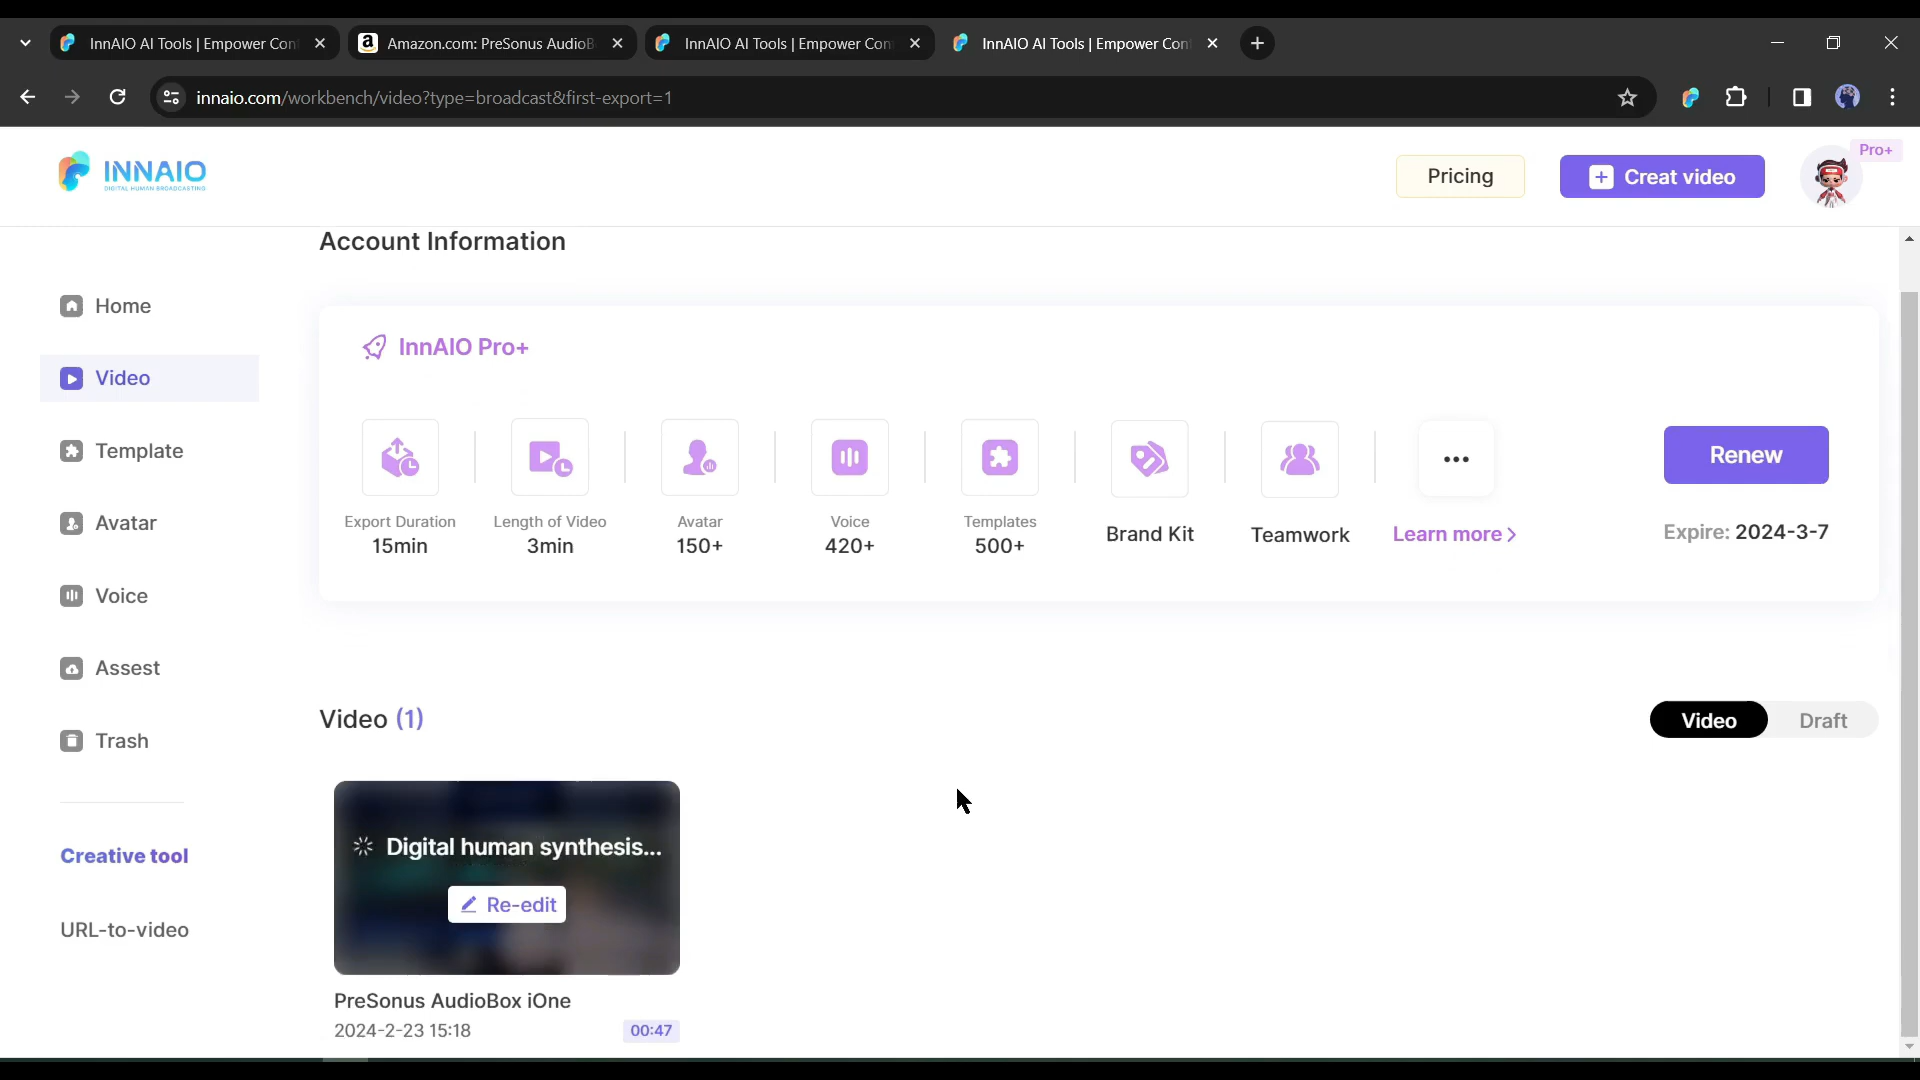 InnAIO AI Tools | Empower Con
Amazon.com: PreSonus AudioB
InnAIO AI Tools | Empower Con
InnAIO AI Tools | Empower Cont
innaio.com/workbench/video?type=broadcast&first-export=1
INNAIO
DIGITAL HUMAN BROADCASTING
Pricing
+ Creat video
Pro+
Home
Video
Template
Avatar
Voice
Assest
Trash
Creative tool
URL-to-video
Account Information
InnAIO Pro+
Export Duration
15min
Length of Video
3min
Avatar
150+
Voice
420+
Templates
500+
Brand Kit
Teamwork
•••
Learn more >
Renew
Expire: 2024-3-7
Video (1)
Video
Draft
Digital human synthesis...
Re-edit
PreSonus AudioBox iOne
2024-2-23 15:18
00:47